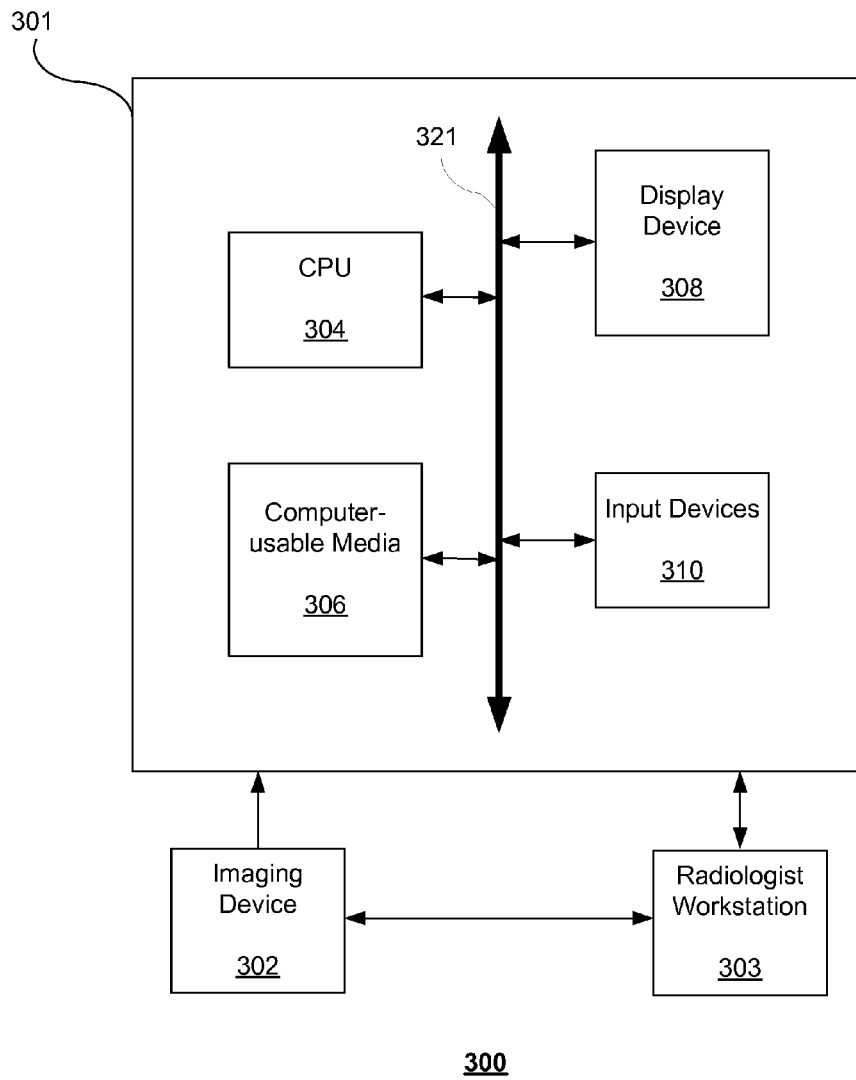 301
321
Display
Device
308
CPU
304
Computer-
usable Media
306
Input Devices
310
Imaging
Device
302
Radiologist
Workstation
303
300